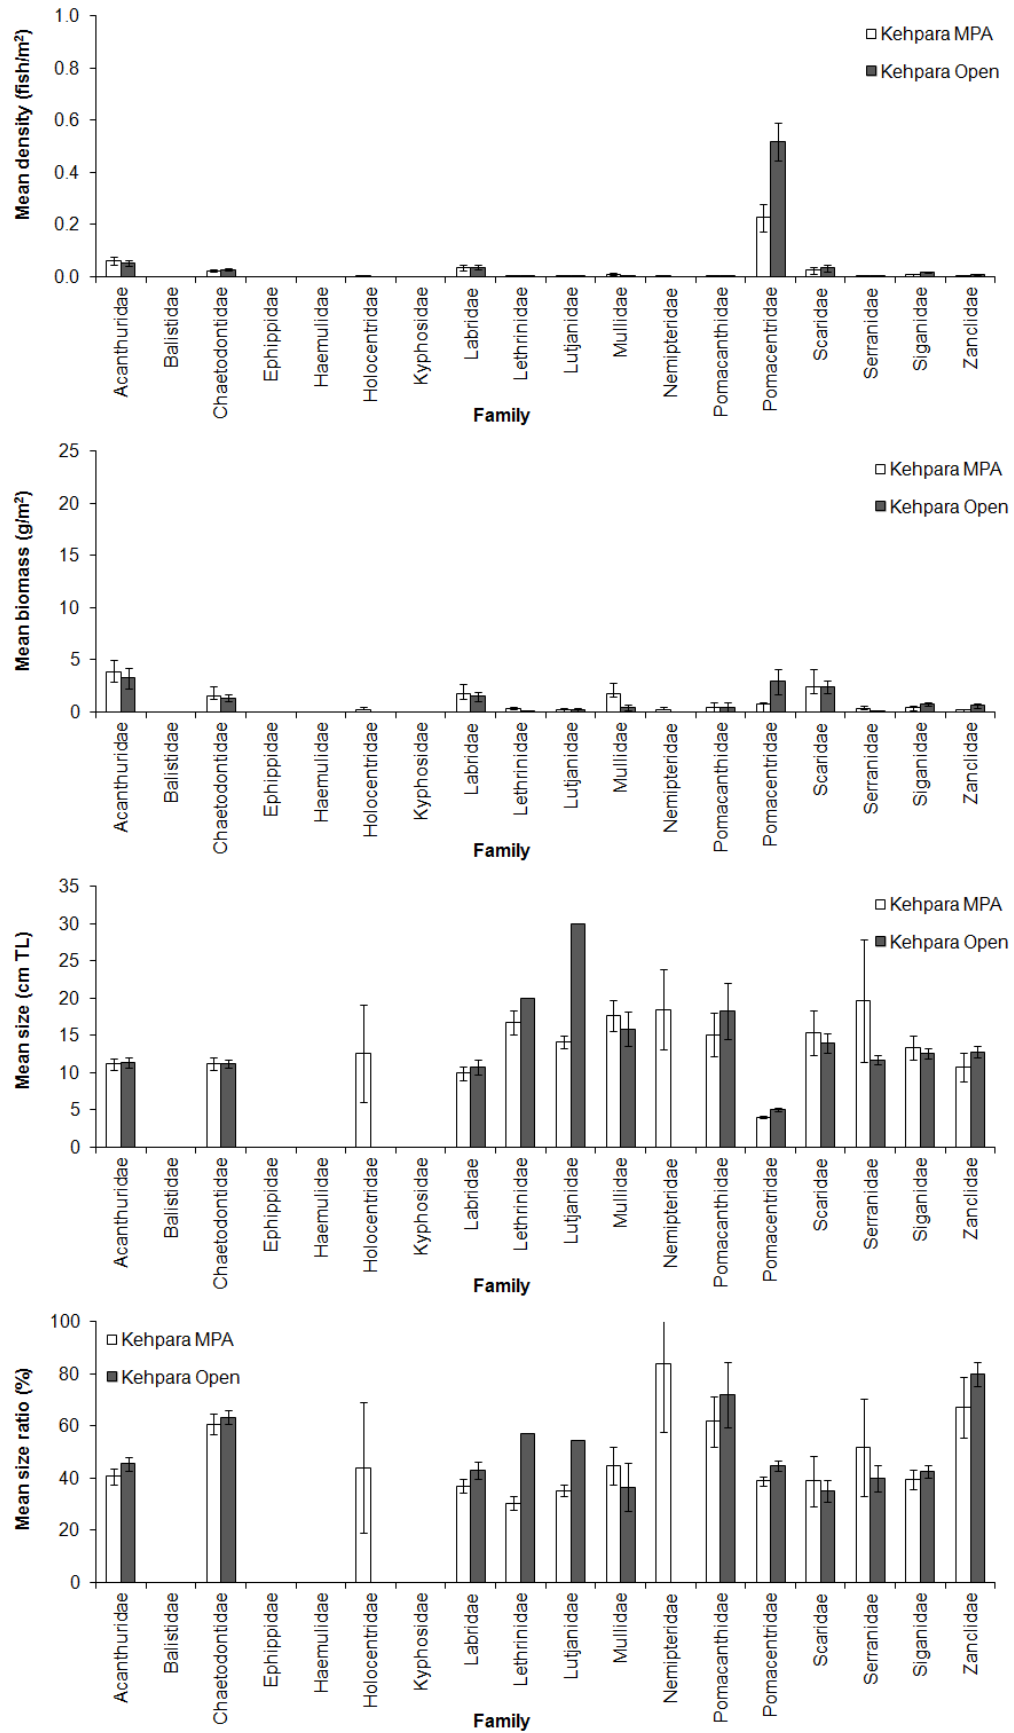 Mean density (fish/m²)
1.0
0.8
0.6
0.4
0.2
0.0
Kehpara MPA
Kehpara Open
Acanthuridae
Balistidae
Chaetodontidae
Ephippidae
Haemulidae
Holocentridae
Kyphosidae
Labridae
Lethrinidae
Lutjanidae
Mullidae
Nemipteridae
Pomacanthidae
Pomacentridae
Scaridae
Serranidae
Siganidae
Zanclidae
Family
Mean biomass (g/m²)
25
20
15
10
5
0
Kehpara MPA
Kehpara Open
Acanthuridae
Balistidae
Chaetodontidae
Ephippidae
Haemulidae
Holocentridae
Kyphosidae
Labridae
Lethrinidae
Lutjanidae
Mullidae
Nemipteridae
Pomacanthidae
Pomacentridae
Scaridae
Serranidae
Siganidae
Zanclidae
Family
Mean size (cm TL)
35
30
25
20
15
10
5
0
Kehpara MPA
Kehpara Open
Acanthuridae
Balistidae
Chaetodontidae
Ephippidae
Haemulidae
Holocentridae
Kyphosidae
Labridae
Lethrinidae
Lutjanidae
Mullidae
Nemipteridae
Pomacanthidae
Pomacentridae
Scaridae
Serranidae
Siganidae
Zanclidae
Family
Mean size ratio (%)
100
80
60
40
20
0
Kehpara MPA
Kehpara Open
Acanthuridae
Balistidae
Chaetodontidae
Ephippidae
Haemulidae
Holocentridae
Kyphosidae
Labridae
Lethrinidae
Lutjanidae
Mullidae
Nemipteridae
Pomacanthidae
Pomacentridae
Scaridae
Serranidae
Siganidae
Zanclidae
Family